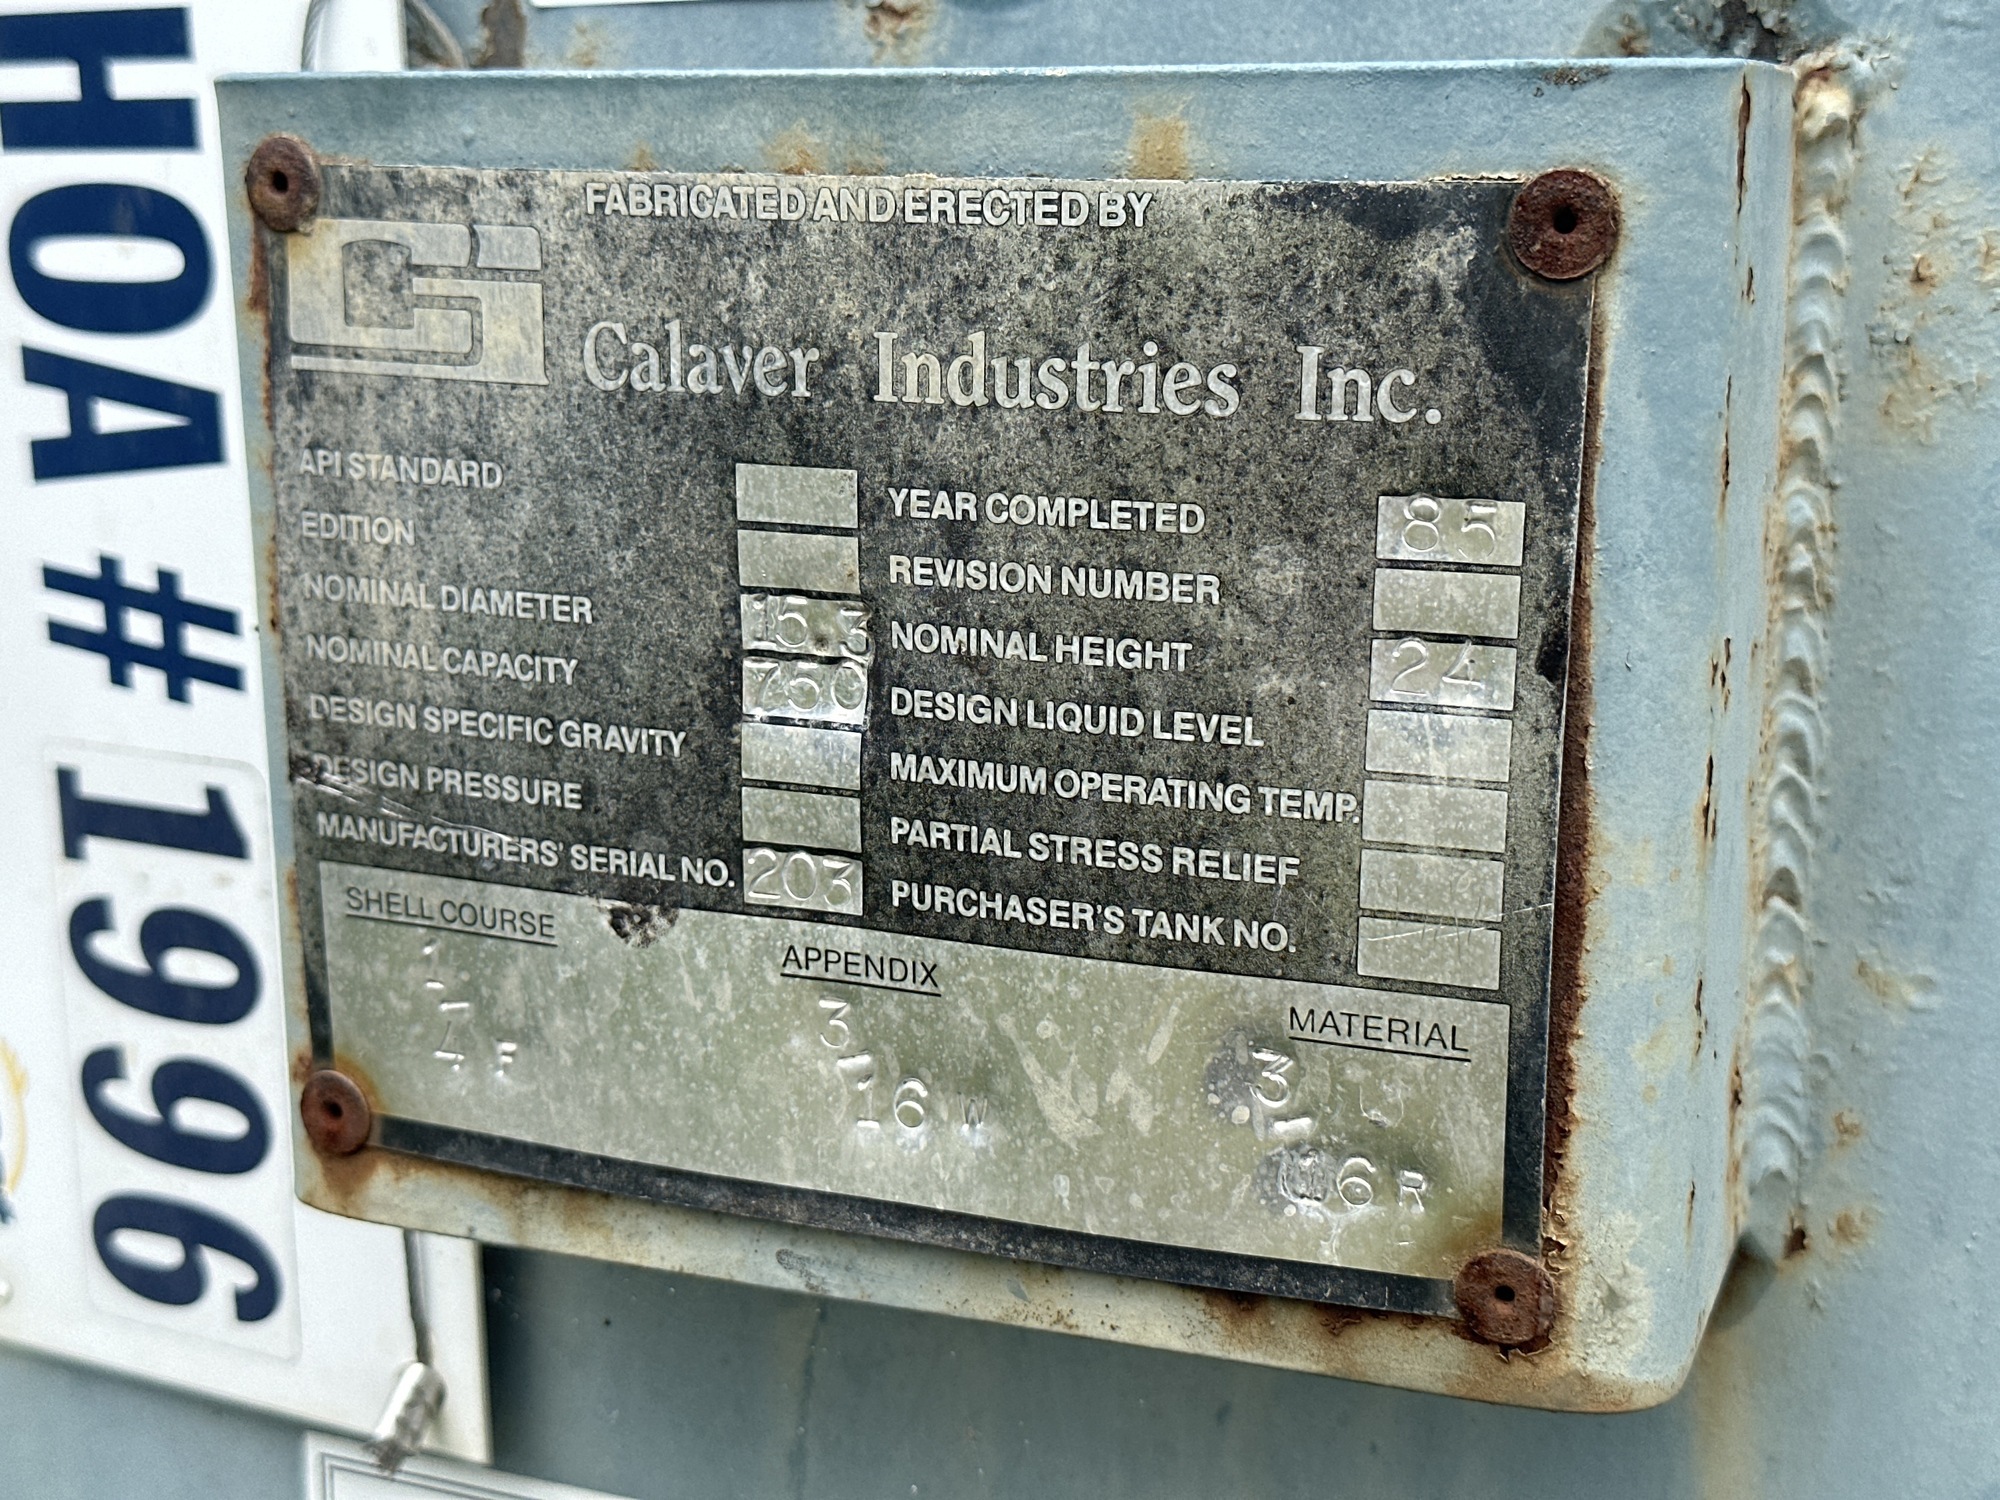 HOA # 1996
FABRICATED AND ERECTED BY
Ci
Calaver Industries Inc.
API STANDARD
EDITION
NOMINAL DIAMETER 15.3
NOMINAL CAPACITY 750
DESIGN SPECIFIC GRAVITY
DESIGN PRESSURE
MANUFACTURERS' SERIAL NO. 203
YEAR COMPLETED 85
REVISION NUMBER
NOMINAL HEIGHT 24
DESIGN LIQUID LEVEL
MAXIMUM OPERATING TEMP.
PARTIAL STRESS RELIEF
PURCHASER'S TANK NO.
SHELL COURSE
1/4 F
APPENDIX
3/16 W
MATERIAL
3/16 R